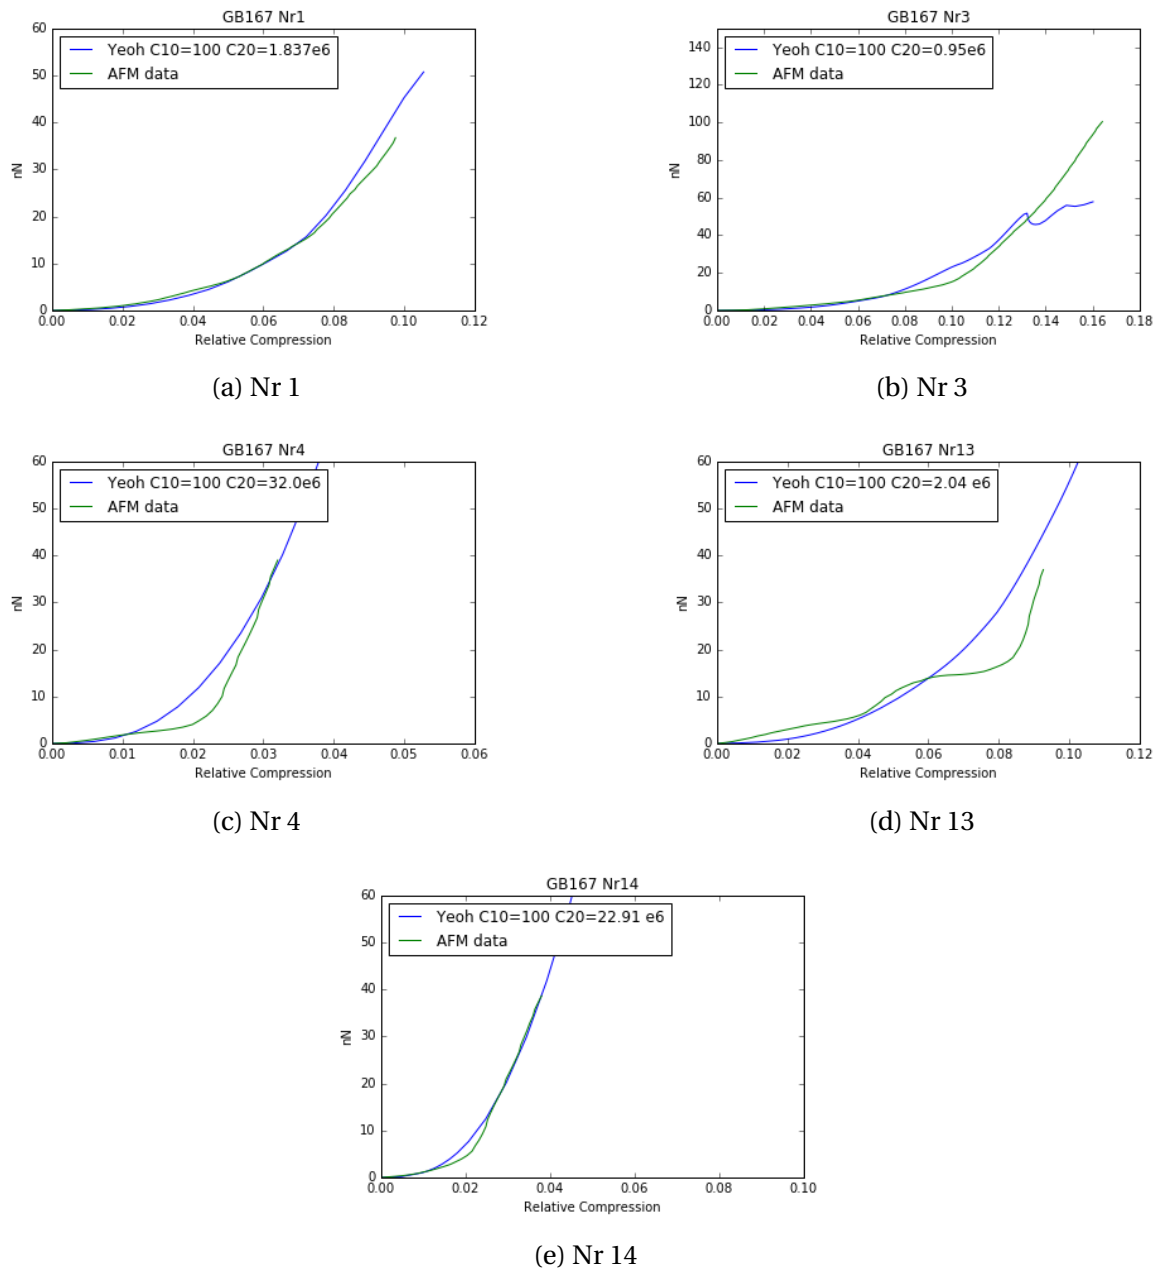 GB167 Nr1
60
50
40
30
20
10
0
nN
Yeoh C10=100 C20=1.837e6
AFM data
0.00 0.02 0.04 0.06 0.08 0.10 0.12
Relative Compression
(a) Nr 1
GB167 Nr3
140
120
100
80
60
40
20
0
nN
Yeoh C10=100 C20=0.95e6
AFM data
0.00 0.02 0.04 0.06 0.08 0.10 0.12 0.14 0.16 0.18
Relative Compression
(b) Nr 3
GB167 Nr4
60
50
40
30
20
10
0
nN
Yeoh C10=100 C20=32.0e6
AFM data
0.00 0.01 0.02 0.03 0.04 0.05 0.06
Relative Compression
(c) Nr 4
GB167 Nr13
60
50
40
30
20
10
0
nN
Yeoh C10=100 C20=2.04 e6
AFM data
0.00 0.02 0.04 0.06 0.08 0.10 0.12
Relative Compression
(d) Nr 13
GB167 Nr14
60
50
40
30
20
10
0
nN
Yeoh C10=100 C20=22.91 e6
AFM data
0.00 0.02 0.04 0.06 0.08 0.10
Relative Compression
(e) Nr 14